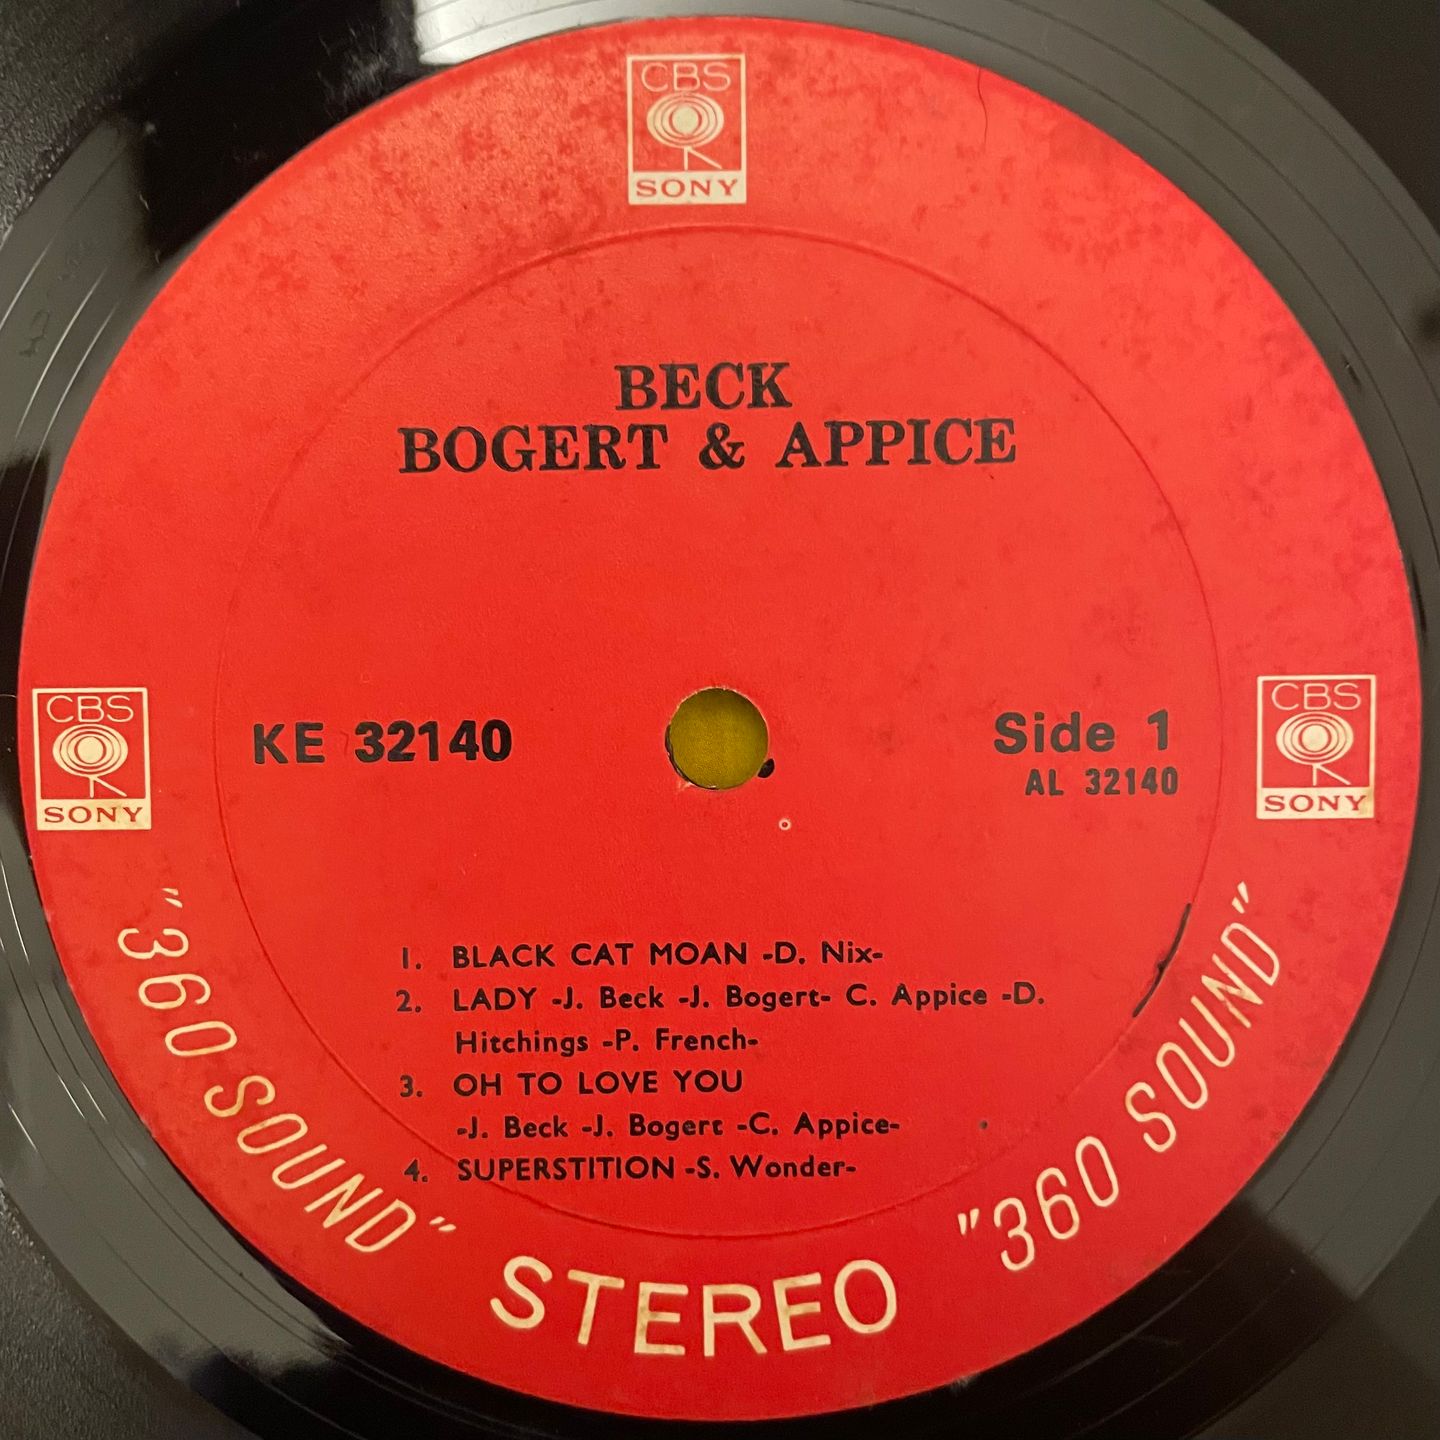 CBS
SONY
BECK
BOGERT & APPICE
CBS
SONY
KE 32140
Side 1
AL 32140
CBS
SONY
1. BLACK CAT MOAN -D. Nix-
2. LADY -J. Beck -J. Bogert- C. Appice -D.
Hitchings -P. French-
3. OH TO LOVE YOU
-J. Beck -J. Bogert -C. Appice-
4. SUPERSTITION -S. Wonder-
"360 SOUND"
STEREO
"360 SOUND"